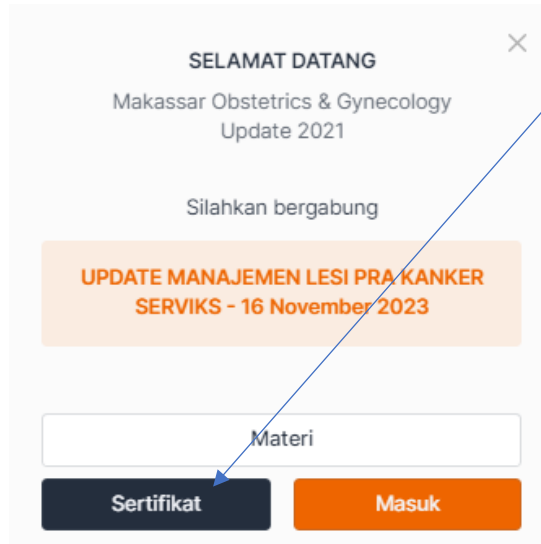 SELAMAT DATANG
Makassar Obstetrics & Gynecology
Update 2021
Silahkan bergabung
UPDATE MANAJEMEN LESI PRA KANKER
SERVIKS - 16 November 2023
Materi
Sertifikat
Masuk